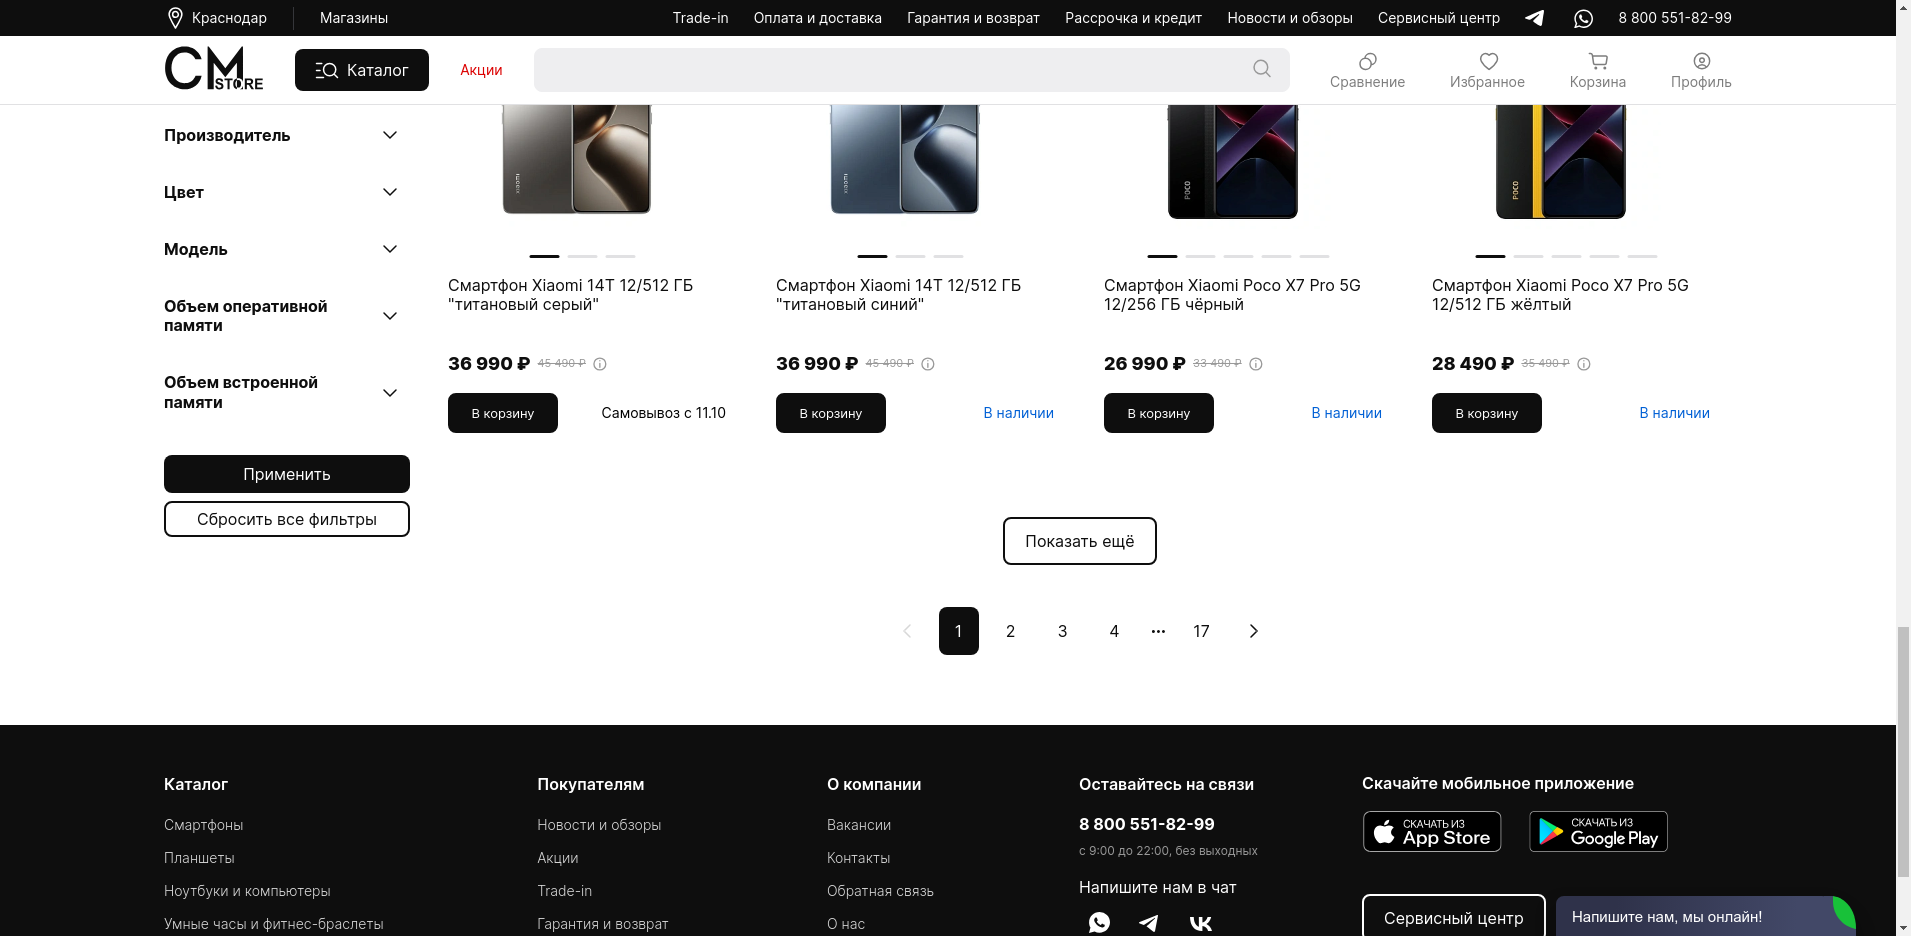 Краснодар
Магазины
Trade-in
Оплата и доставка
Гарантия и возврат
Рассрочка и кредит
Новости и обзоры
Сервисный центр
8 800 551-82-99
CM STORE
Каталог
Акции
Сравнение
Избранное
Корзина
Профиль
Производитель
Цвет
Модель
Объем оперативной
памяти
Объем встроенной
памяти
Применить
Сбросить все фильтры
xiaomi
Смартфон Xiaomi 14T 12/512 ГБ
"титановый серый"
36 990 ₽ 45 490 ₽
В корзину
Самовывоз с 11.10
xiaomi
Смартфон Xiaomi 14T 12/512 ГБ
"титановый синий"
36 990 ₽ 45 490 ₽
В корзину
В наличии
POCO
Смартфон Xiaomi Poco X7 Pro 5G
12/256 ГБ чёрный
26 990 ₽ 33 490 ₽
В корзину
В наличии
POCO
Смартфон Xiaomi Poco X7 Pro 5G
12/512 ГБ жёлтый
28 490 ₽ 35 490 ₽
В корзину
В наличии
Показать ещё
1 2 3 4 ··· 17
Каталог
Смартфоны
Планшеты
Ноутбуки и компьютеры
Умные часы и фитнес-браслеты
Покупателям
Новости и обзоры
Акции
Trade-in
Гарантия и возврат
О компании
Вакансии
Контакты
Обратная связь
О нас
Оставайтесь на связи
8 800 551-82-99
с 9:00 до 22:00, без выходных
Напишите нам в чат
Скачайте мобильное приложение
СКАЧАТЬ ИЗ
App Store
СКАЧАТЬ ИЗ
Google Play
Сервисный центр
Напишите нам, мы онлайн!